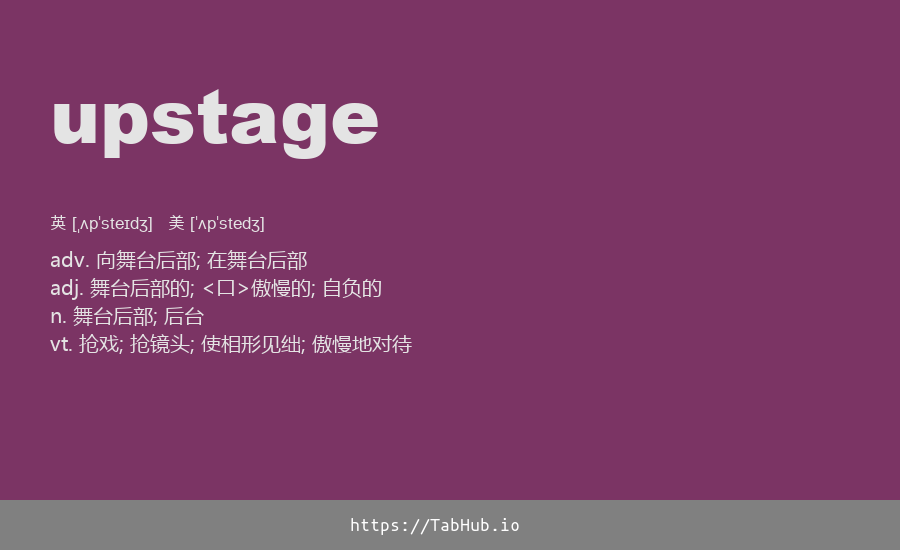 upstage
英 [ˌʌpˈsteɪdʒ] 美 [ˈʌpˈstedʒ]
adv. 向舞台后部; 在舞台后部
adj. 舞台后部的; <口>傲慢的; 自负的
n. 舞台后部; 后台
vt. 抢戏; 抢镜头; 使相形见绌; 傲慢地对待
https://TabHub.io